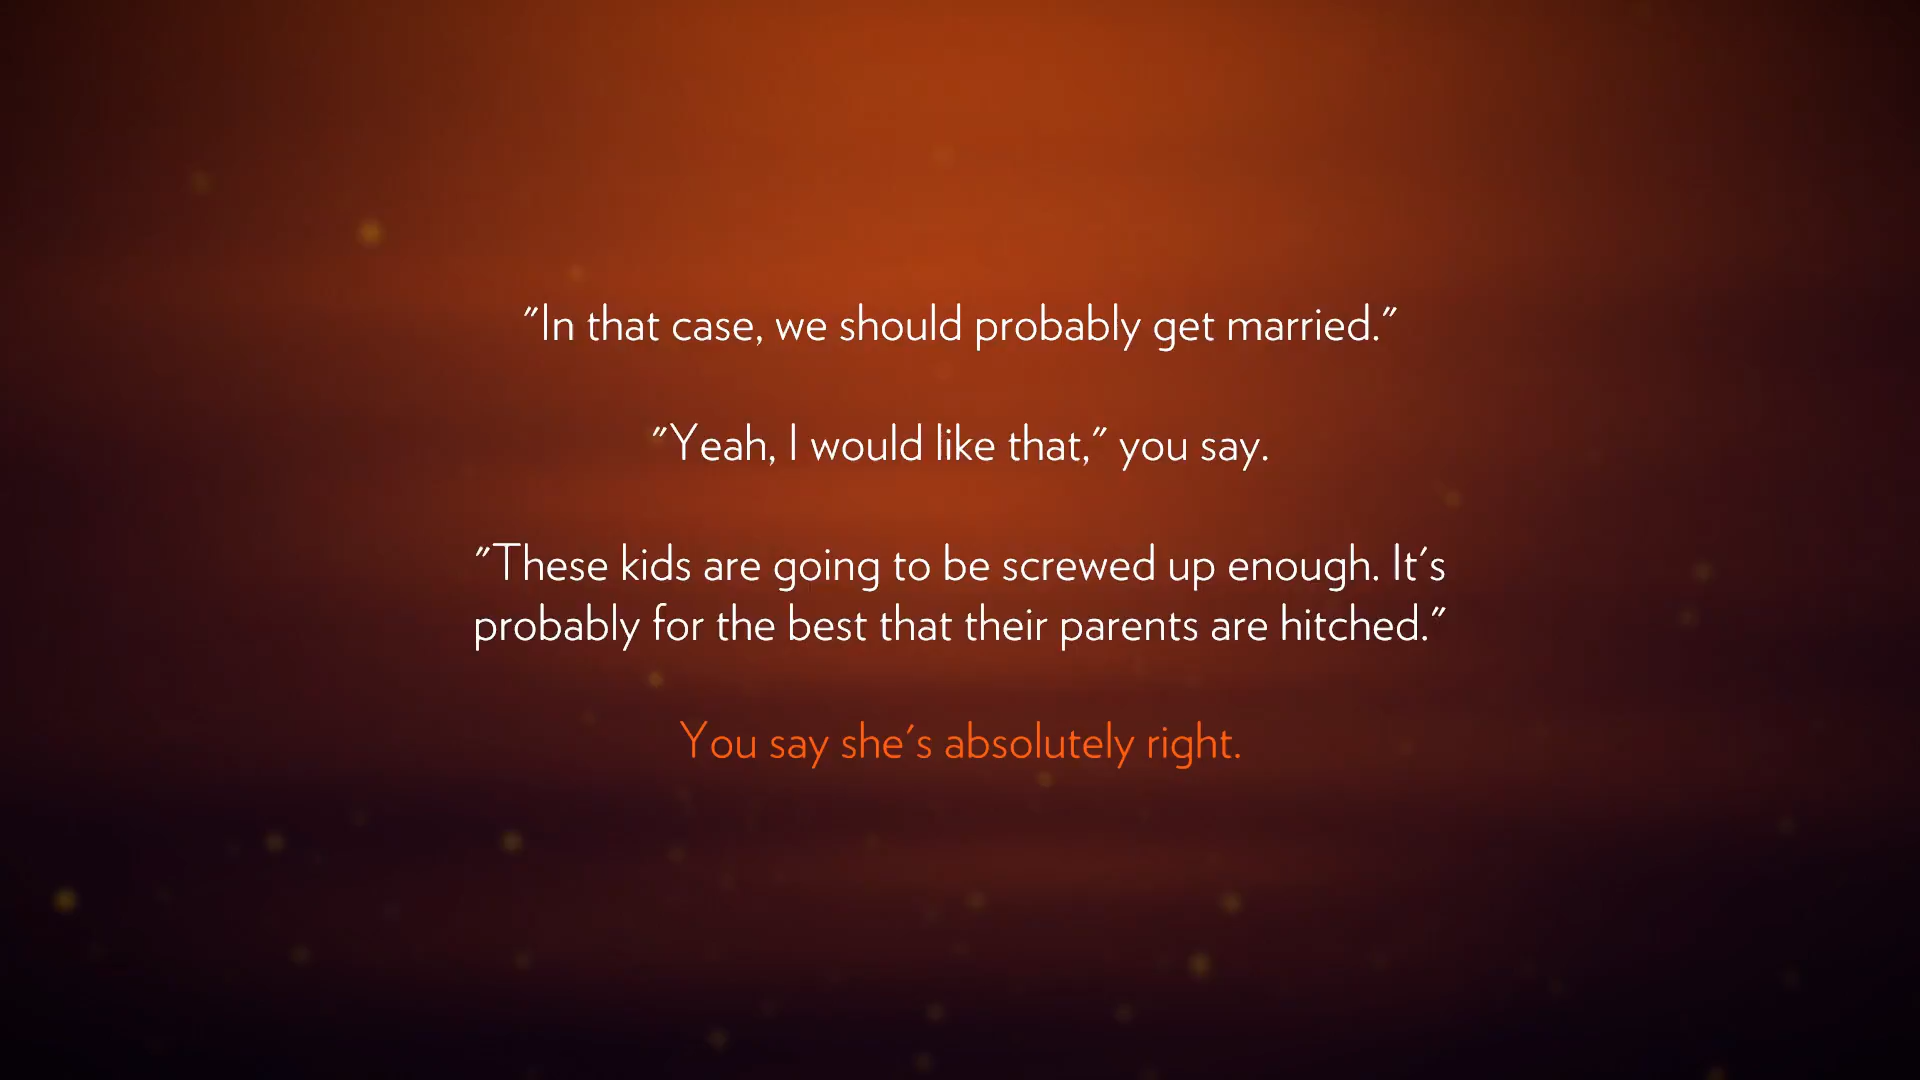 "In that case, we should probably get married."
"Yeah, I would like that," you say.
"These kids are going to be screwed up enough. It's
probably for the best that their parents are hitched."
You say she's absolutely right.